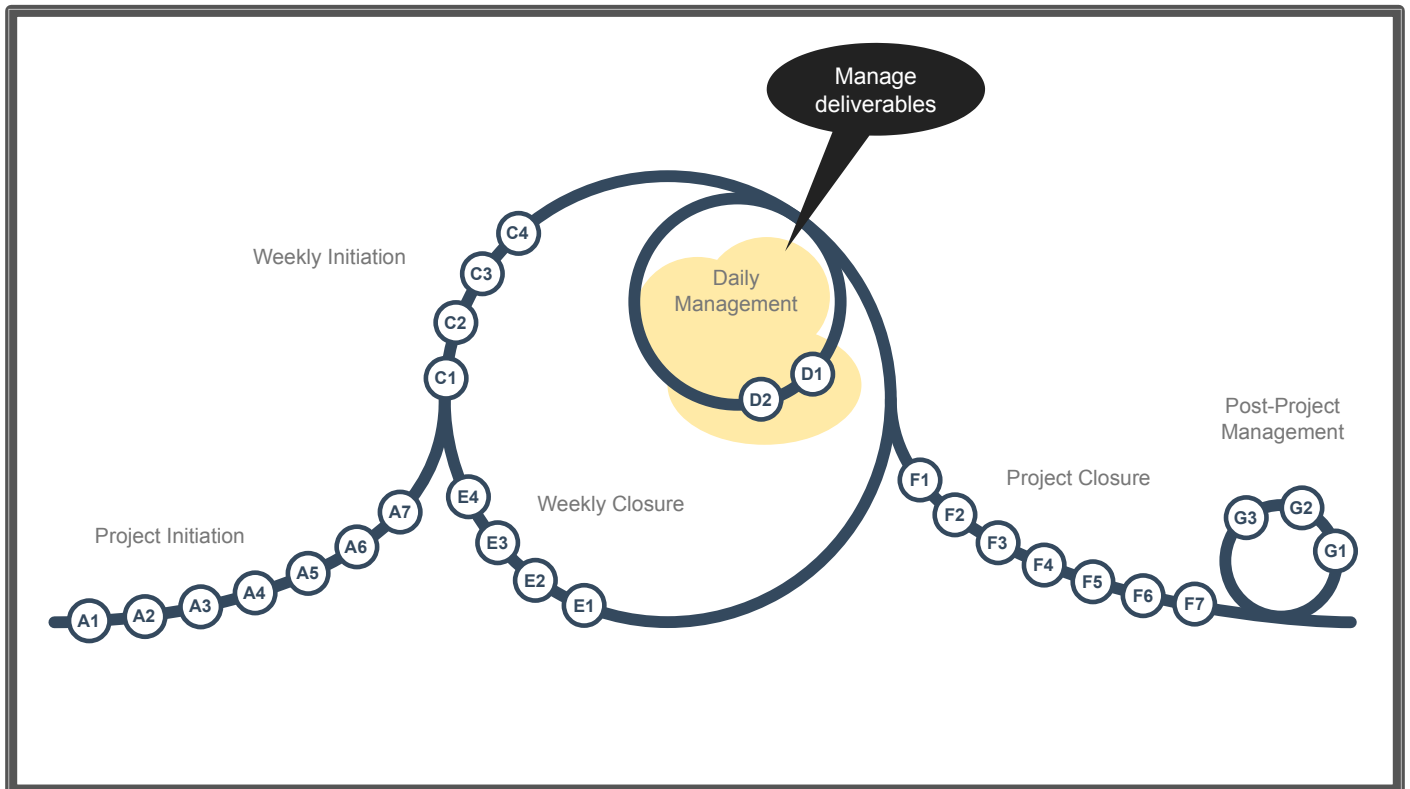 Manage
deliverables
Weekly Initiation
C4
C3
C2
C1
Daily
Management
D1
D2
Post-Project
Management
Project Initiation
A1
A2
A3
A4
A5
A6
A7
Weekly Closure
E4
E3
E2
E1
Project Closure
F1
F2
F3
F4
F5
F6
F7
G3
G2
G1